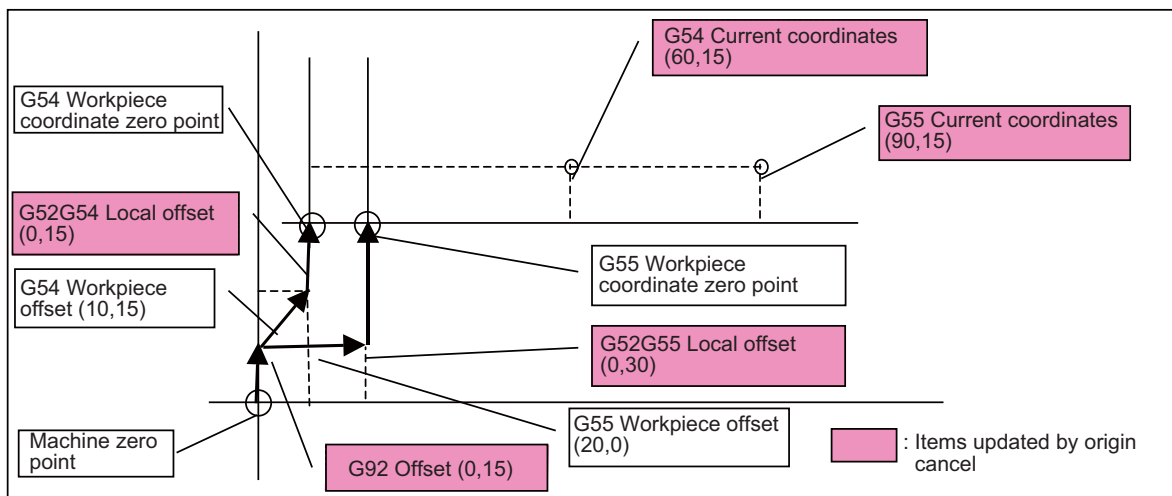 G54 Current coordinates
(60,15)
G54 Workpiece
coordinate zero point
G55 Current coordinates
(90,15)
G52G54 Local offset
(0,15)
G54 Workpiece
offset (10,15)
G55 Workpiece
coordinate zero point
G52G55 Local offset
(0,30)
G55 Workpiece offset
(20,0)
Machine zero
point
G92 Offset (0,15)
: Items updated by origin
cancel